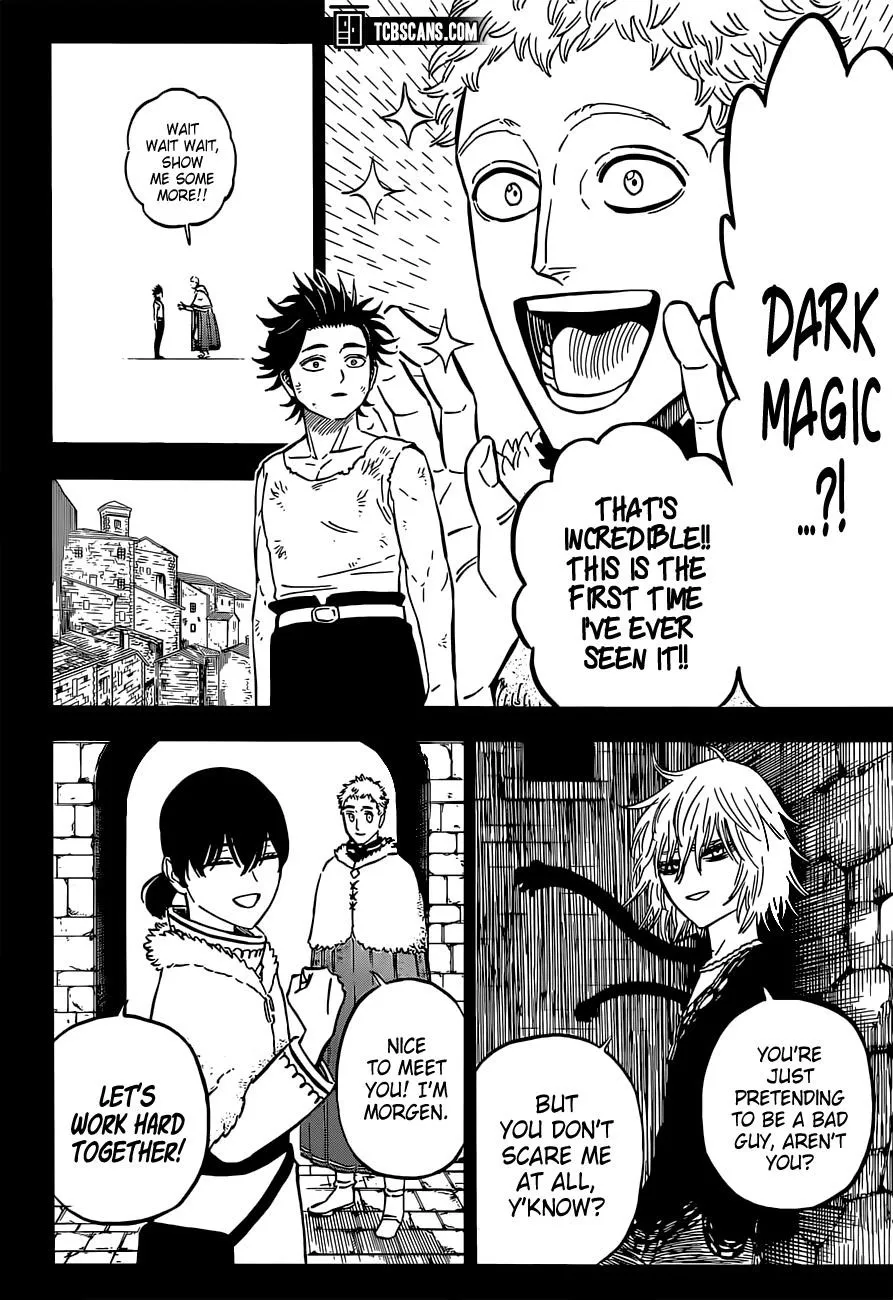 TCBSCANS.COM
DARK
MAGIC
...?!
THAT'S
INCREDIBLE!!
THIS IS THE
FIRST TIME
I'VE EVER
SEEN IT!!
WAIT
WAIT WAIT,
SHOW
ME SOME
MORE!!
YOU'RE
JUST
PRETENDING
TO BE A BAD
GUY, AREN'T
YOU?
BUT
YOU DON'T
SCARE ME
AT ALL,
Y'KNOW?
NICE
TO MEET
YOU! I'M
MORGEN.
LET'S
WORK HARD
TOGETHER!